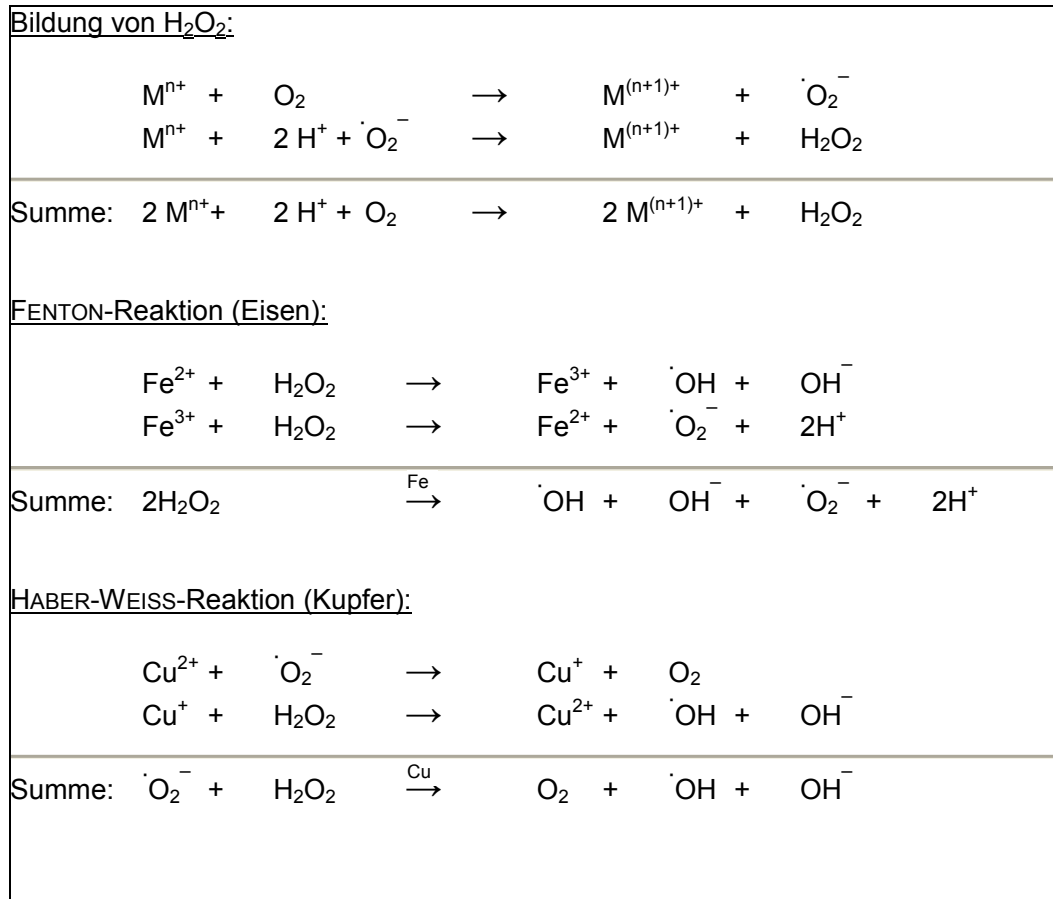 Bildung von H₂O₂:
Mⁿ⁺ + O₂ → M⁽ⁿ⁺¹⁾⁺ + ˙O₂⁻
Mⁿ⁺ + 2 H⁺ + ˙O₂⁻ → M⁽ⁿ⁺¹⁾⁺ + H₂O₂
Summe: 2 Mⁿ⁺+ 2 H⁺ + O₂ → 2 M⁽ⁿ⁺¹⁾⁺ + H₂O₂
FENTON-Reaktion (Eisen):
Fe²⁺ + H₂O₂ → Fe³⁺ + ˙OH + OH⁻
Fe³⁺ + H₂O₂ → Fe²⁺ + ˙O₂⁻ + 2H⁺
Fe
Summe: 2H₂O₂ → ˙OH + OH⁻ + ˙O₂⁻ + 2H⁺
HABER-WEISS-Reaktion (Kupfer):
Cu²⁺ + ˙O₂⁻ → Cu⁺ + O₂
Cu⁺ + H₂O₂ → Cu²⁺ + ˙OH + OH⁻
Cu
Summe: ˙O₂⁻ + H₂O₂ → O₂ + ˙OH + OH⁻